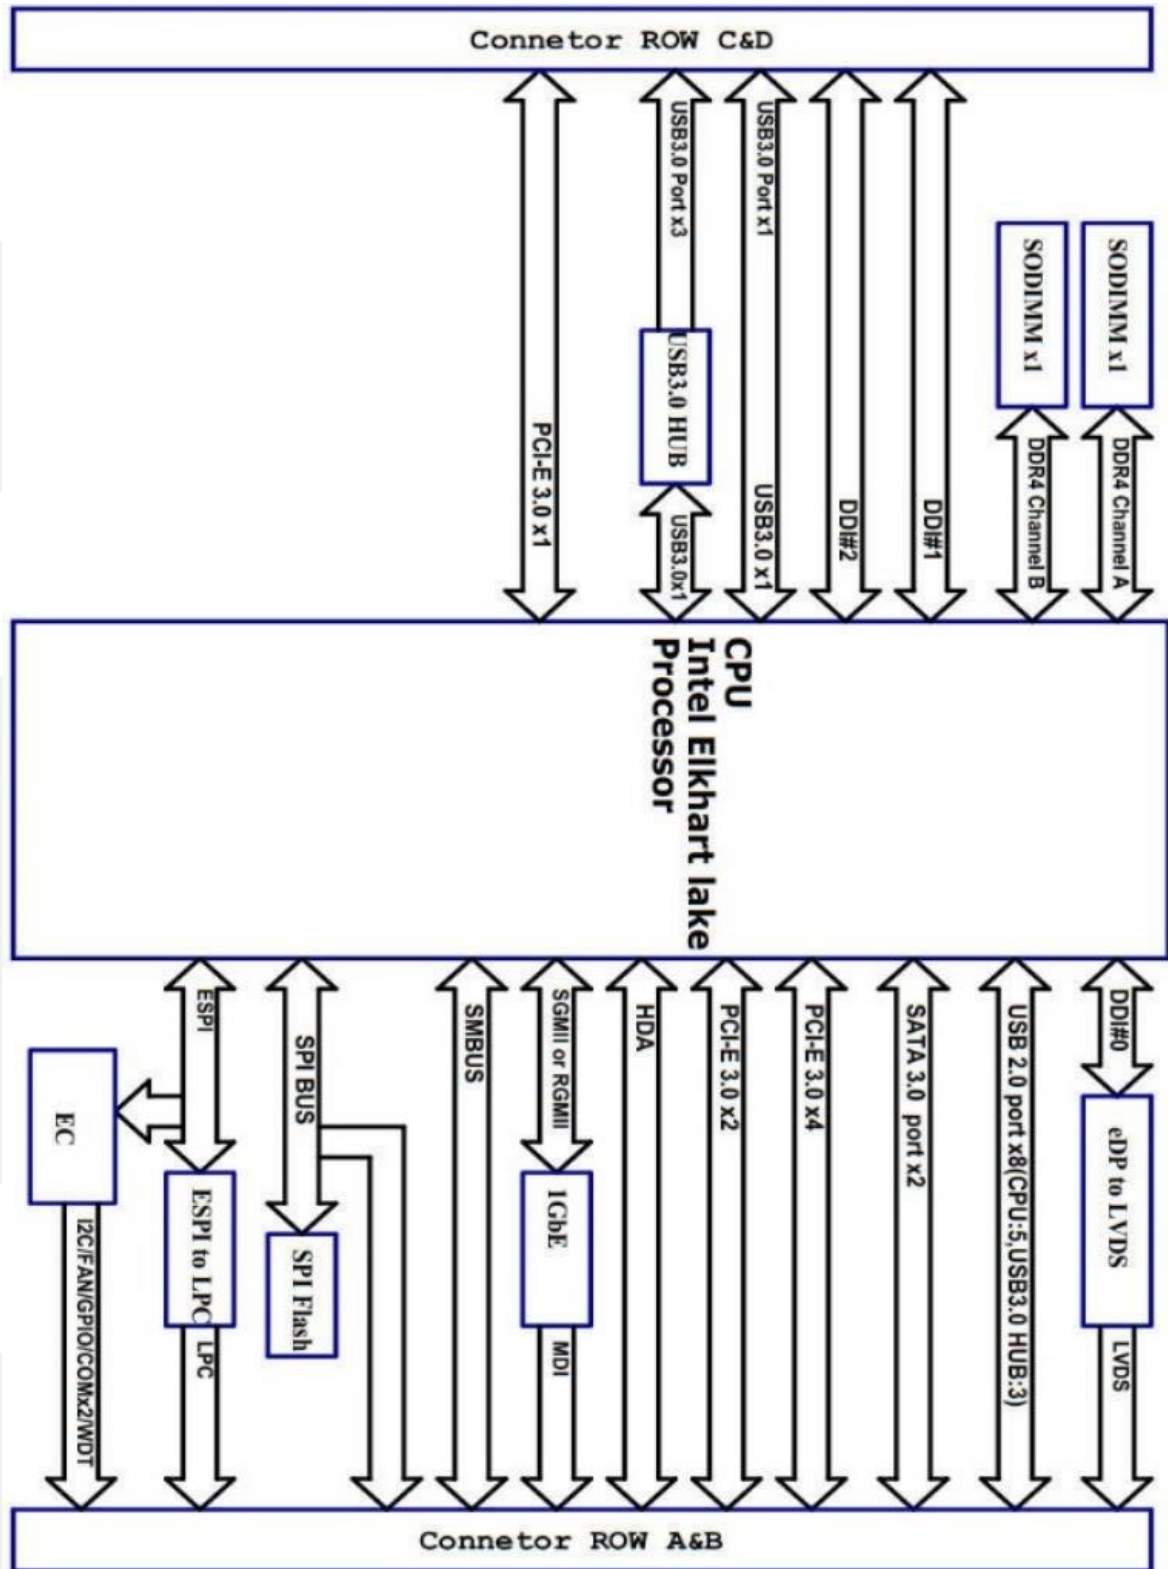 Connetor ROW C&D
PCI-E 3.0 x1
USB3.0 Port x3
USB3.0 HUB
USB3.0x1
USB3.0 Port x1
USB3.0 x1
DDI#2
DDI#1
SODIMM x1
DDR4 Channel B
SODIMM x1
DDR4 Channel A
CPU
Intel Elkhart lake
Processor
EC
I2C/FAN/GPIO/COMx2/WDT
ESPI
ESPI to LPC
LPC
SPI BUS
SPI Flash
SMBUS
SGMII or RGMII
1GbE
MDI
HDA
PCI-E 3.0 x2
PCI-E 3.0 x4
SATA 3.0 port x2
USB 2.0 port x8(CPU:5,USB3.0 HUB:3)
DDI#0
eDP to LVDS
LVDS
Connetor ROW A&B